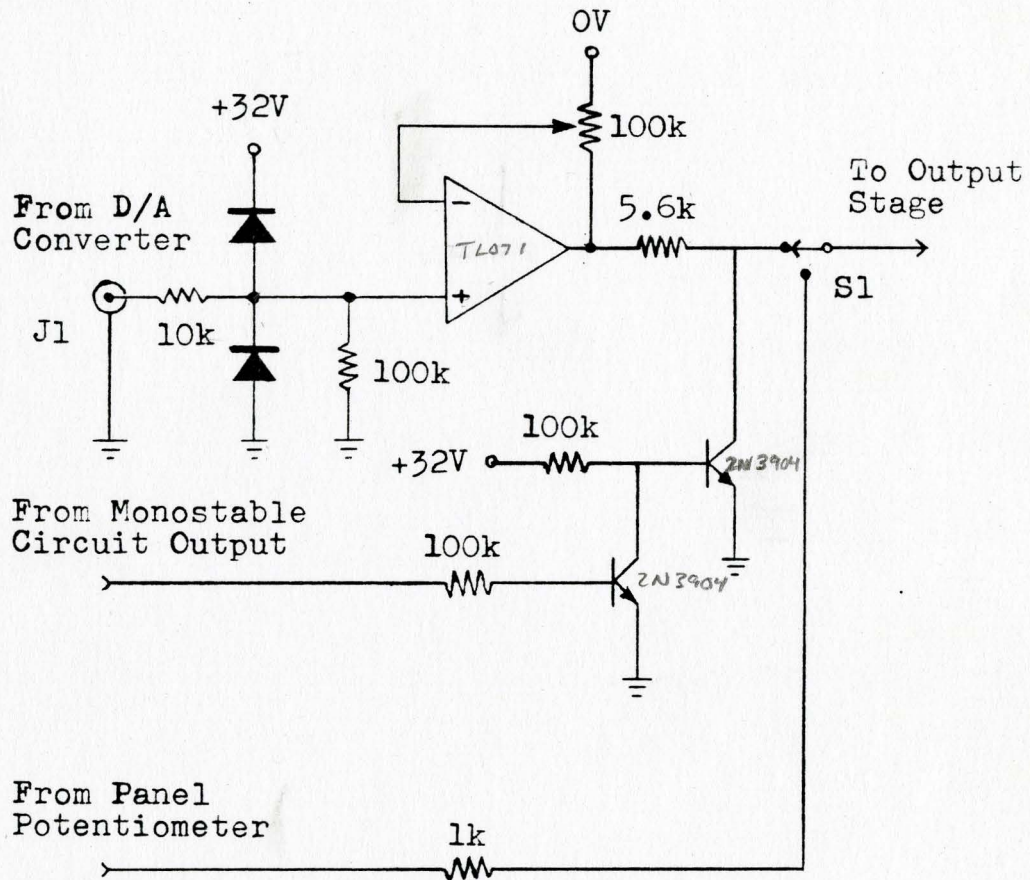 0V
+32V
100k
From D/A
Converter
To Output
Stage
5.6k
−
TL071
+
J1
10k
S1
100k
100k
+32V
2N3904
From Monostable
Circuit Output
100k
2N3904
From Panel
Potentiometer
1k